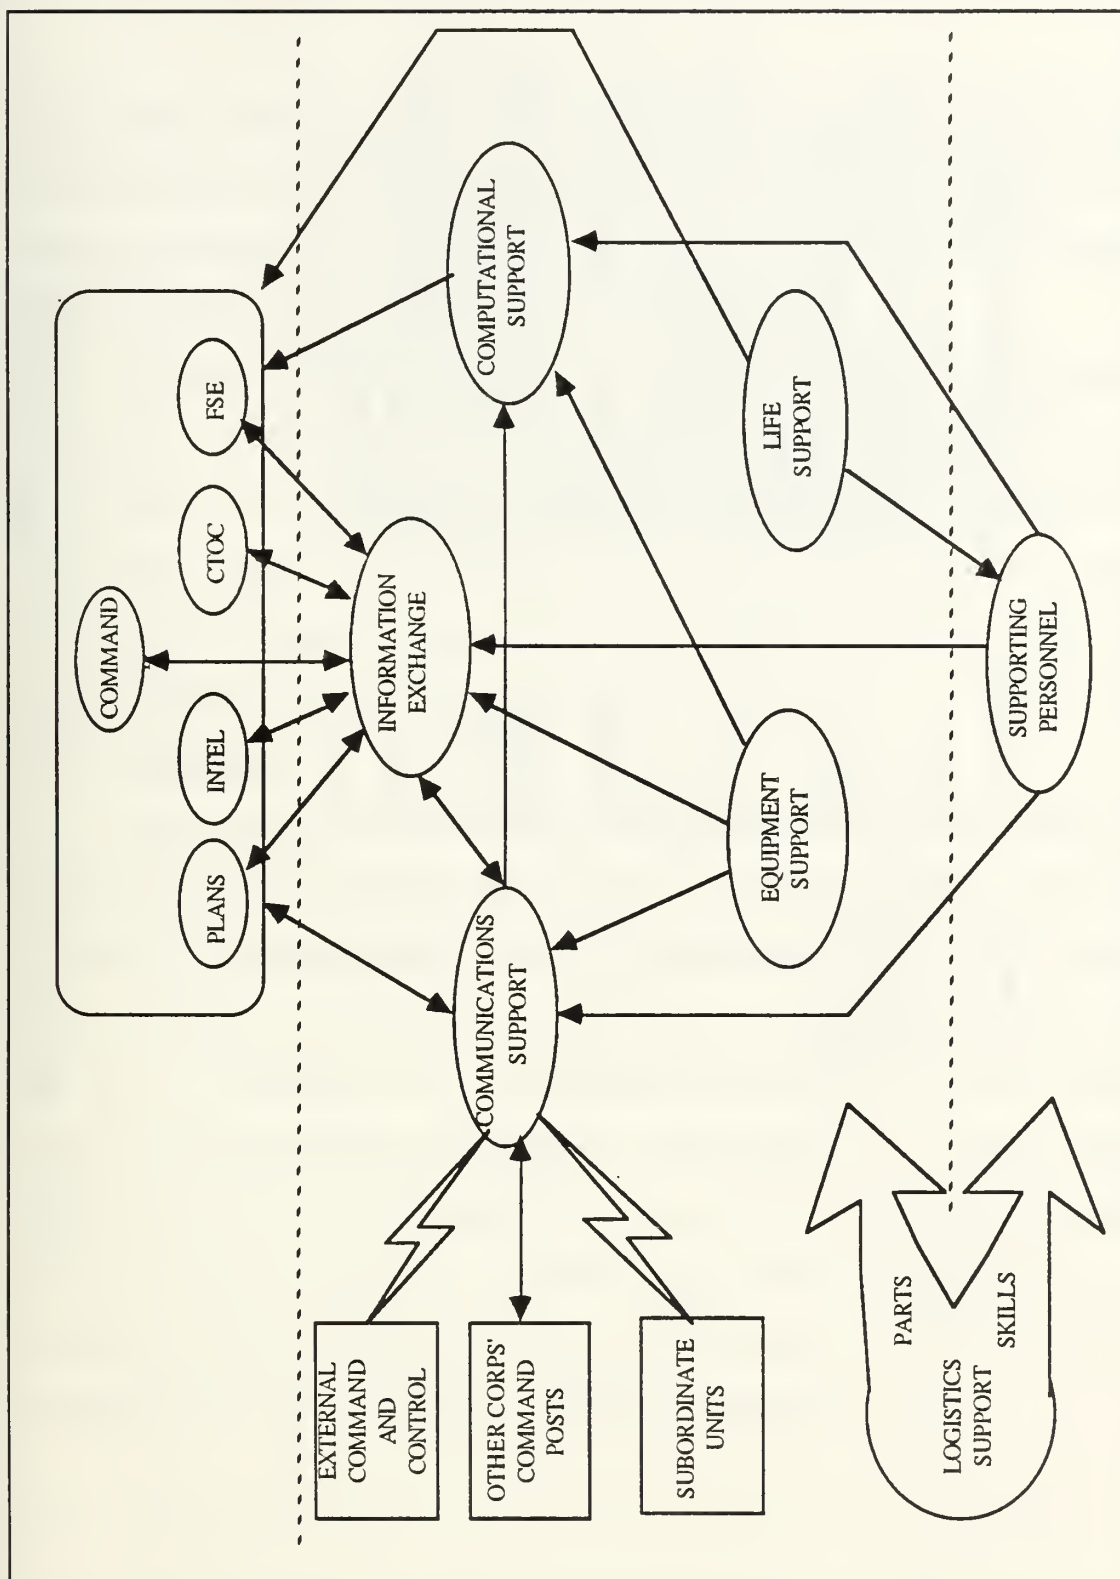 COMMAND
PLANS
INTEL
CTOC
FSE
INFORMATION
EXCHANGE
EXTERNAL
COMMAND
AND
CONTROL
OTHER CORPS'
COMMAND
POSTS
SUBORDINATE
UNITS
COMMUNICATIONS
SUPPORT
COMPUTATIONAL
SUPPORT
EQUIPMENT
SUPPORT
LIFE
SUPPORT
PARTS
LOGISTICS
SUPPORT
SKILLS
SUPPORTING
PERSONNEL